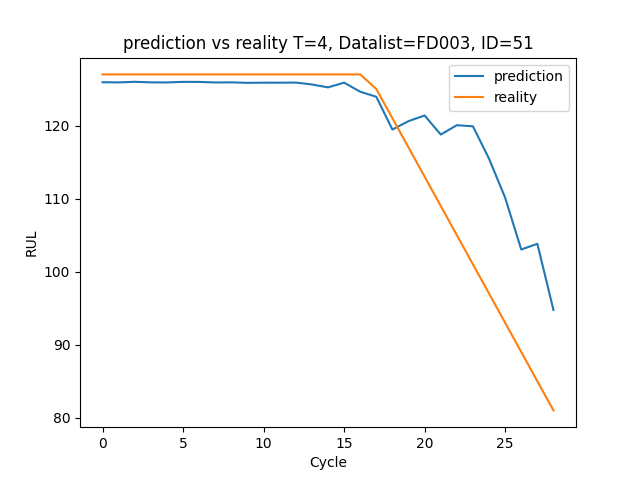 prediction vs reality T=4, Datalist=FD003, ID=51
prediction
reality
RUL
120
110
100
90
80
0 5 10 15 20 25
Cycle